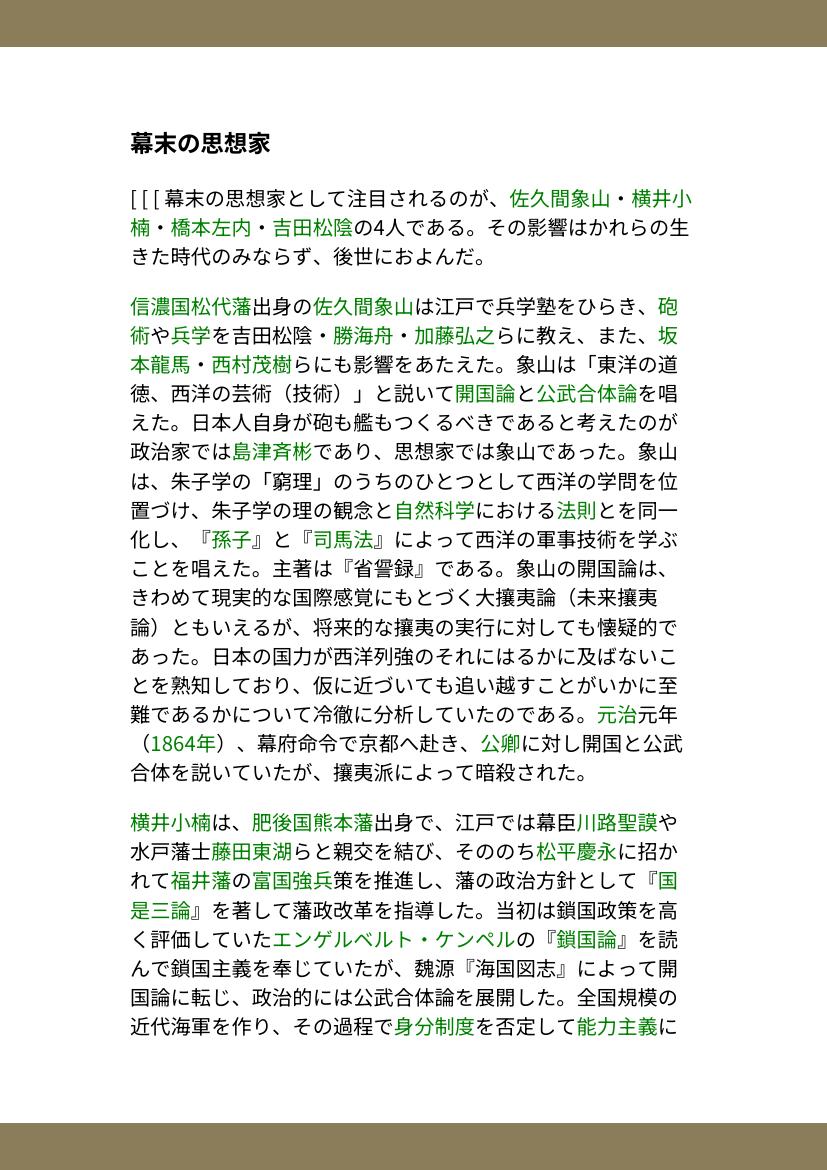 幕末の思想家
[ [ [ 幕末の思想家として注目されるのが、佐久間象山・横井小
楠・橋本左内・吉田松陰の4人である。その影響はかれらの生
きた時代のみならず、後世におよんだ。
信濃国松代藩出身の佐久間象山は江戸で兵学塾をひらき、砲
術や兵学を吉田松陰・勝海舟・加藤弘之らに教え、また、坂
本龍馬・西村茂樹らにも影響をあたえた。象山は「東洋の道
徳、西洋の芸術（技術）」と説いて開国論と公武合体論を唱
えた。日本人自身が砲も艦もつくるべきであると考えたのが
政治家では島津斉彬であり、思想家では象山であった。象山
は、朱子学の「窮理」のうちのひとつとして西洋の学問を位
置づけ、朱子学の理の観念と自然科学における法則とを同一
化し、『孫子』と『司馬法』によって西洋の軍事技術を学ぶ
ことを唱えた。主著は『省諐録』である。象山の開国論は、
きわめて現実的な国際感覚にもとづく大攘夷論（未来攘夷
論）ともいえるが、将来的な攘夷の実行に対しても懐疑的で
あった。日本の国力が西洋列強のそれにはるかに及ばないこ
とを熟知しており、仮に近づいても追い越すことがいかに至
難であるかについて冷徹に分析していたのである。元治元年
（1864年）、幕府命令で京都へ赴き、公卿に対し開国と公武
合体を説いていたが、攘夷派によって暗殺された。
横井小楠は、肥後国熊本藩出身で、江戸では幕臣川路聖謨や
水戸藩士藤田東湖らと親交を結び、そののち松平慶永に招か
れて福井藩の富国強兵策を推進し、藩の政治方針として『国
是三論』を著して藩政改革を指導した。当初は鎖国政策を高
く評価していたエンゲルベルト・ケンペルの『鎖国論』を読
んで鎖国主義を奉じていたが、魏源『海国図志』によって開
国論に転じ、政治的には公武合体論を展開した。全国規模の
近代海軍を作り、その過程で身分制度を否定して能力主義に